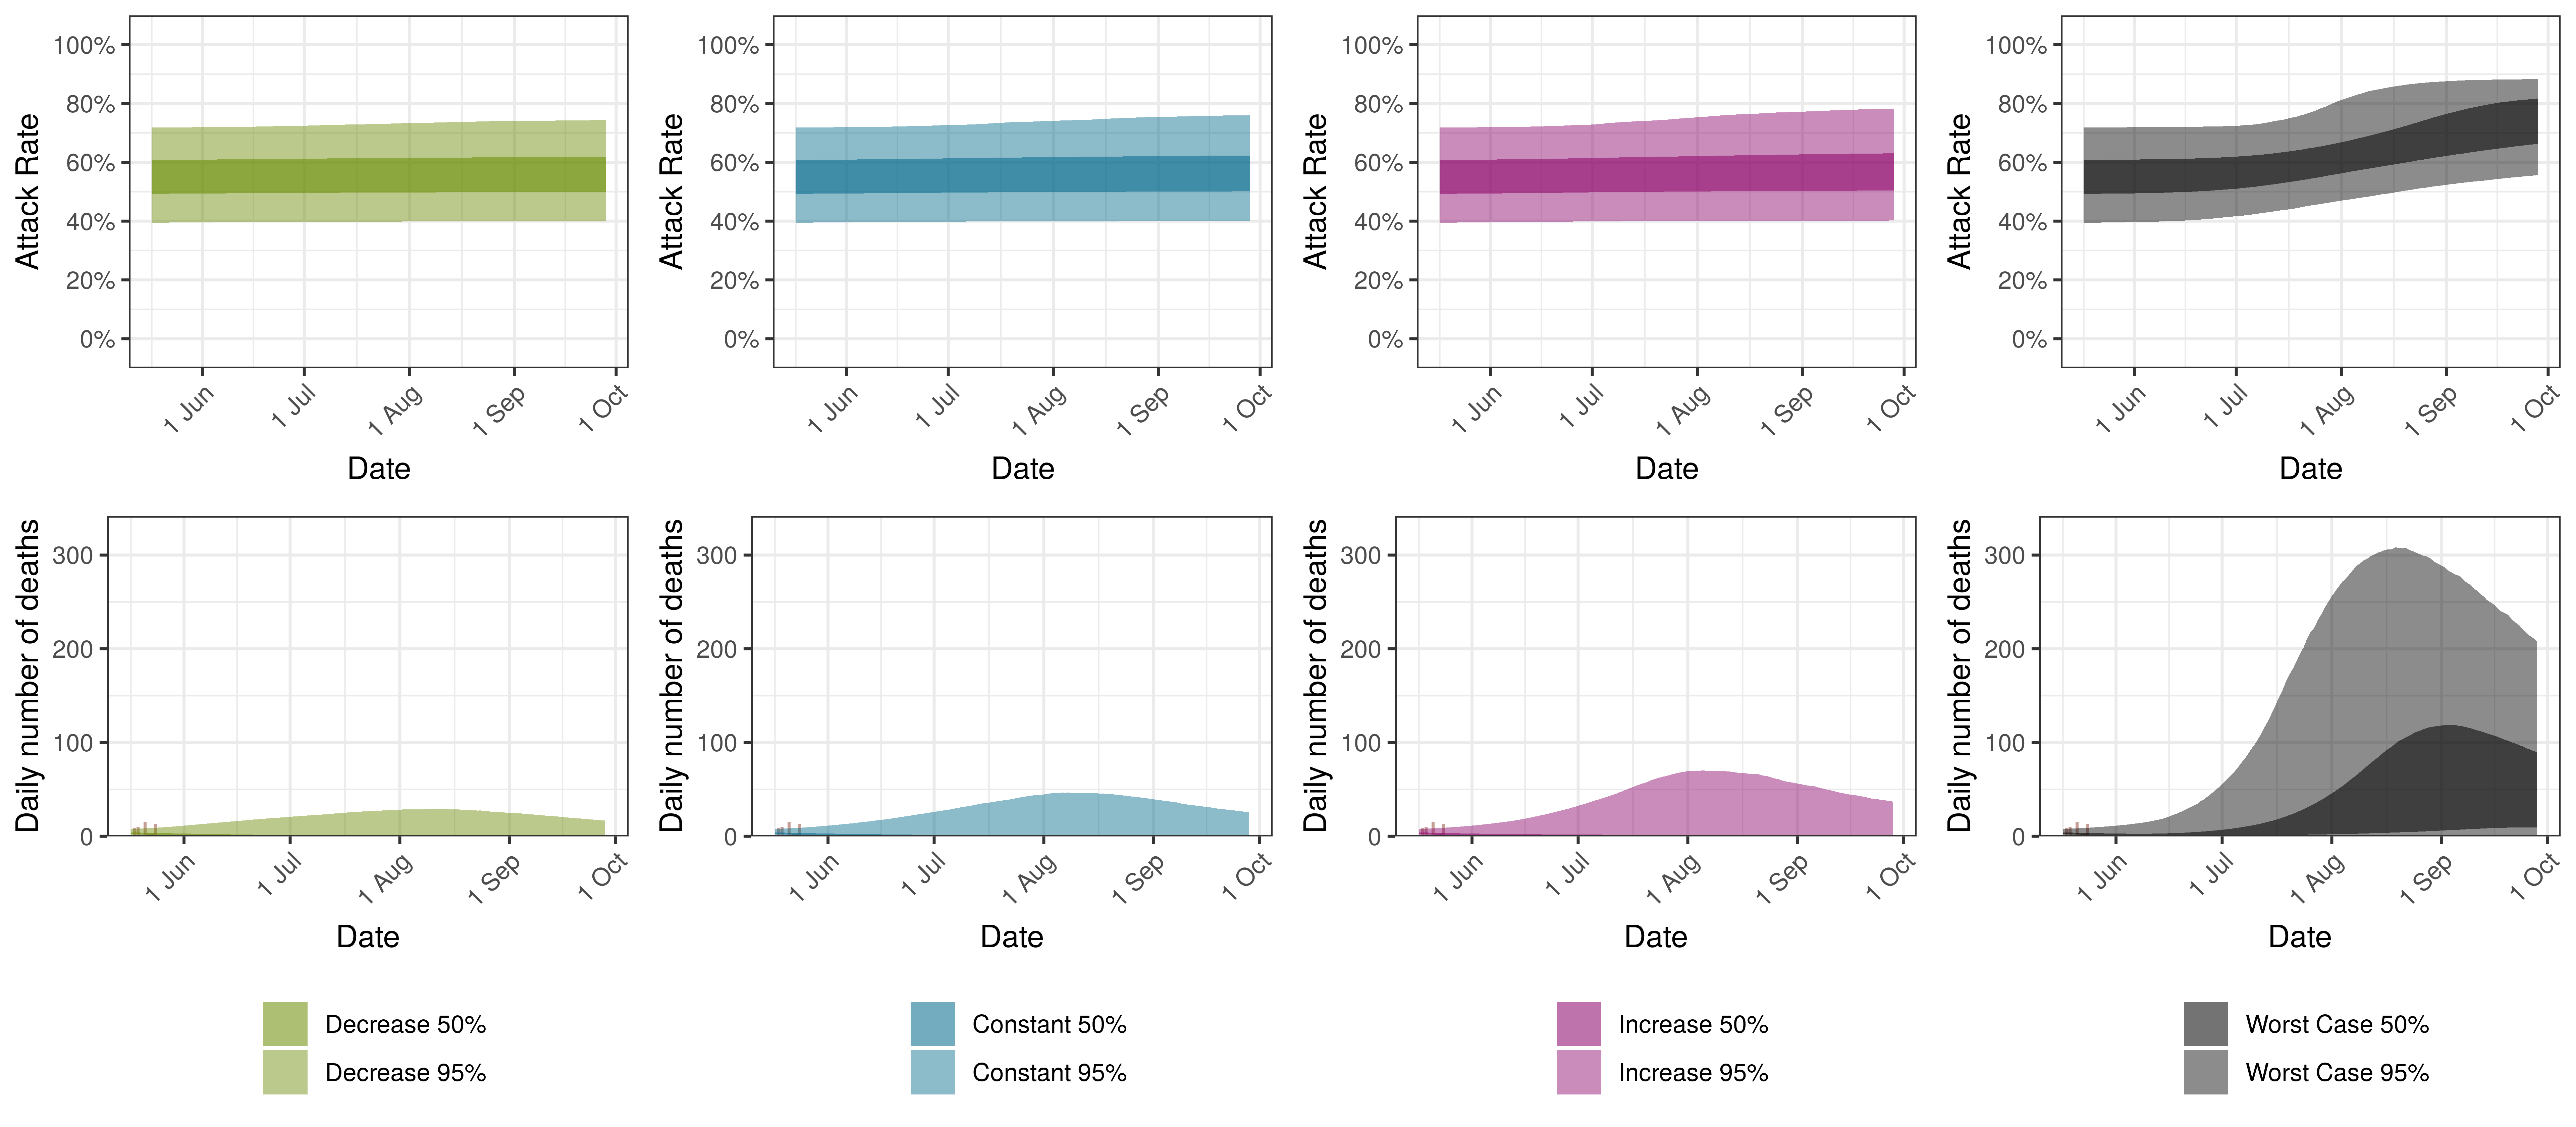 Attack Rate
100%
80%
60%
40%
20%
0%
1 Jun
1 Jul
1 Aug
1 Sep
1 Oct
Date
Attack Rate
100%
80%
60%
40%
20%
0%
1 Jun
1 Jul
1 Aug
1 Sep
1 Oct
Date
Attack Rate
100%
80%
60%
40%
20%
0%
1 Jun
1 Jul
1 Aug
1 Sep
1 Oct
Date
Attack Rate
100%
80%
60%
40%
20%
0%
1 Jun
1 Jul
1 Aug
1 Sep
1 Oct
Date
Daily number of deaths
300
200
100
0
1 Jun
1 Jul
1 Aug
1 Sep
1 Oct
Date
Daily number of deaths
300
200
100
0
1 Jun
1 Jul
1 Aug
1 Sep
1 Oct
Date
Daily number of deaths
300
200
100
0
1 Jun
1 Jul
1 Aug
1 Sep
1 Oct
Date
Daily number of deaths
300
200
100
0
1 Jun
1 Jul
1 Aug
1 Sep
1 Oct
Date
Decrease 50%
Decrease 95%
Constant 50%
Constant 95%
Increase 50%
Increase 95%
Worst Case 50%
Worst Case 95%